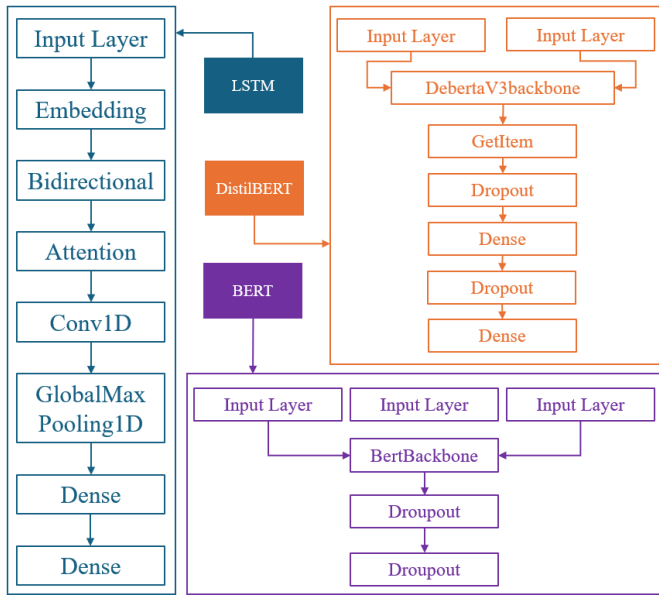 Input Layer
Embedding
Bidirectional
Attention
Conv1D
GlobalMax
Pooling1D
Dense
Dense
LSTM
DistilBERT
BERT
Input Layer
Input Layer
DebertaV3backbone
GetItem
Dropout
Dense
Dropout
Dense
Input Layer
Input Layer
Input Layer
BertBackbone
Droupout
Droupout